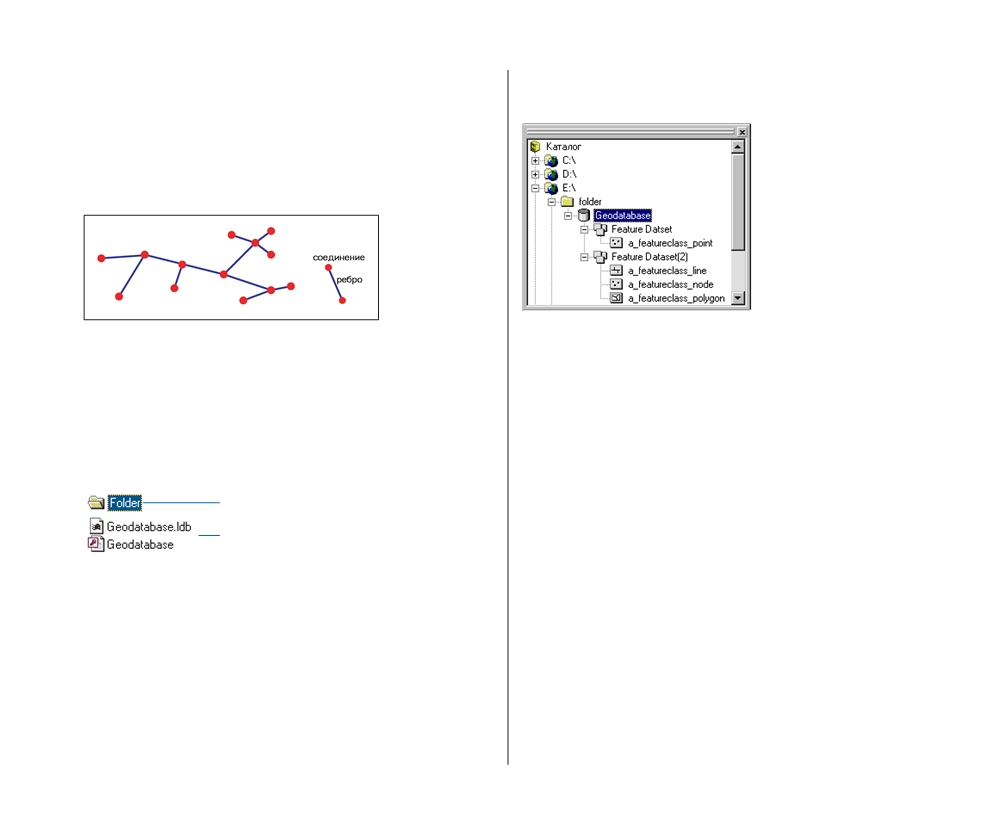 соединение
ребро
Folder
Geodatabase.ldb
Geodatabase
Каталог
C:\
D:\
E:\
folder
Geodatabase
Feature Datset
a_featureclass_point
Feature Dataset(2)
a_featureclass_line
a_featureclass_node
a_featureclass_polygon